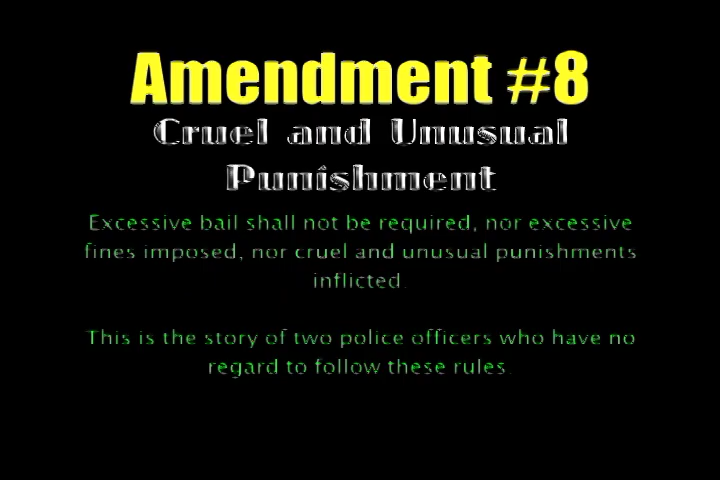 Amendment #8
Cruel and Unusual
Punishment
Excessive bail shall not be required, nor excessive
fines imposed, nor cruel and unusual punishments
inflicted.
This is the story of two police officers who have no
regard to follow these rules.